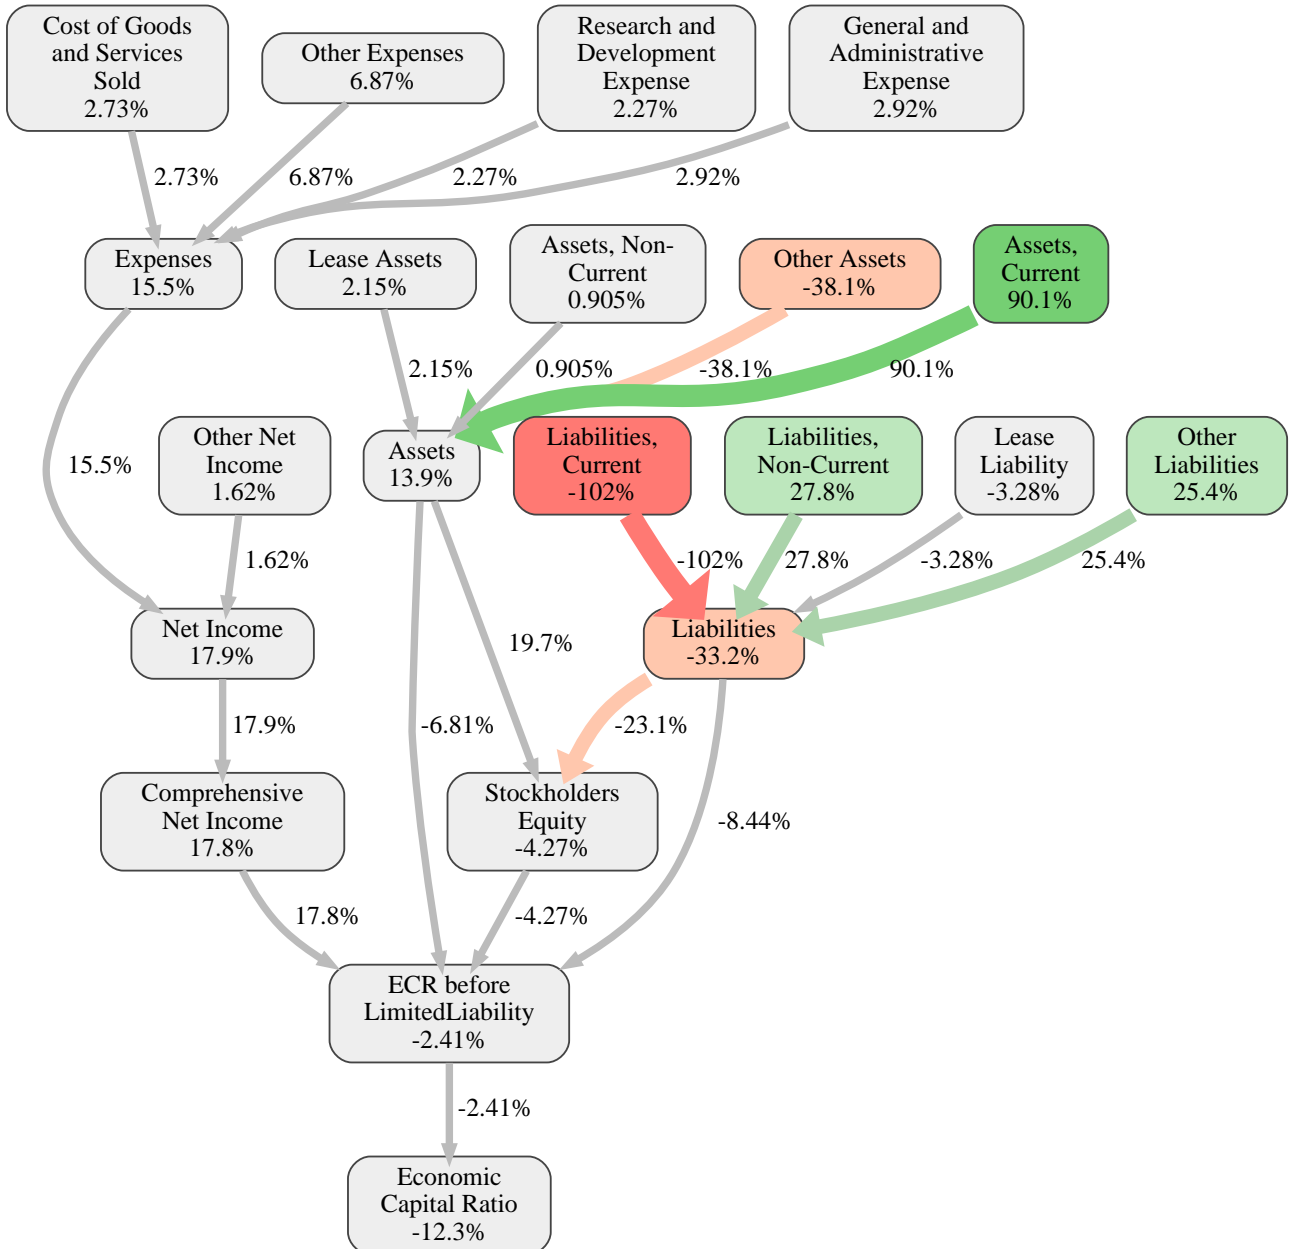 Cost of Goods
and Services
Sold
2.73%
Other Expenses
6.87%
Research and
Development
Expense
2.27%
General and
Administrative
Expense
2.92%
2.73%
6.87%
2.27%
2.92%
Expenses
15.5%
Lease Assets
2.15%
Assets, Non-
Current
0.905%
Other Assets
-38.1%
Assets,
Current
90.1%
2.15%
0.905%
-38.1%
90.1%
15.5%
Other Net
Income
1.62%
Assets
13.9%
Liabilities,
Current
-102%
Liabilities,
Non-Current
27.8%
Lease
Liability
-3.28%
Other
Liabilities
25.4%
1.62%
-102%
27.8%
-3.28%
25.4%
Net Income
17.9%
19.7%
Liabilities
-33.2%
17.9%
-6.81%
-23.1%
Comprehensive
Net Income
17.8%
Stockholders
Equity
-4.27%
-8.44%
17.8%
-4.27%
ECR before
LimitedLiability
-2.41%
-2.41%
Economic
Capital Ratio
-12.3%